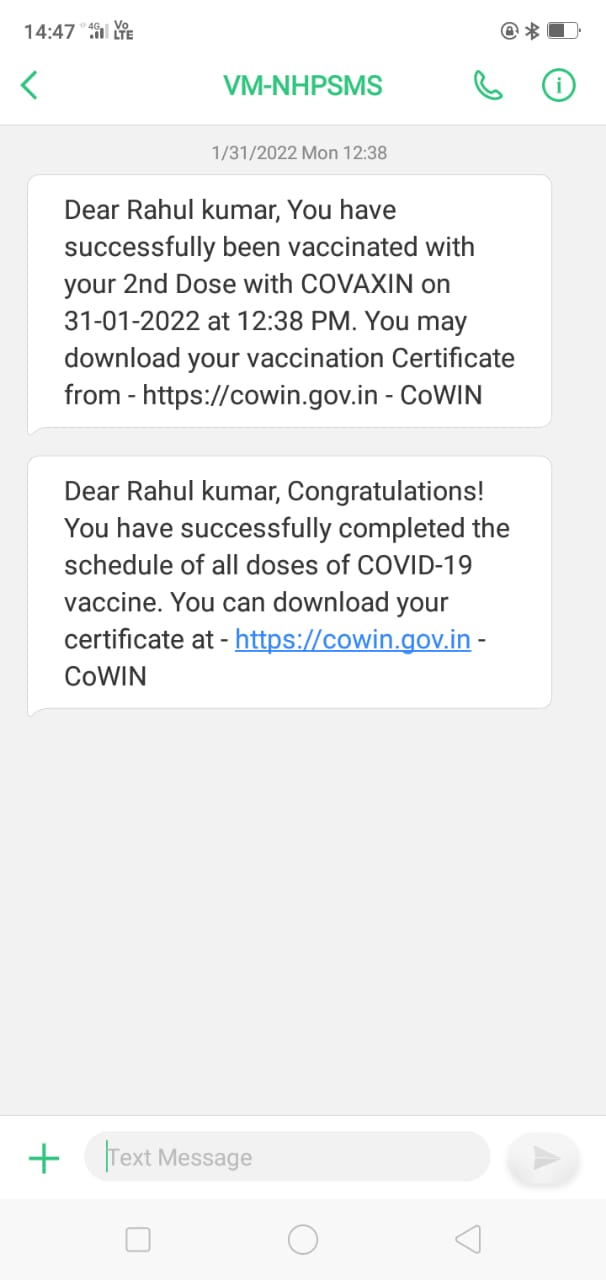 14:47 4G Vo LTE
VM-NHPSMS
1/31/2022 Mon 12:38
Dear Rahul kumar, You have
successfully been vaccinated with
your 2nd Dose with COVAXIN on
31-01-2022 at 12:38 PM. You may
download your vaccination Certificate
from - https://cowin.gov.in - CoWIN
Dear Rahul kumar, Congratulations!
You have successfully completed the
schedule of all doses of COVID-19
vaccine. You can download your
certificate at - https://cowin.gov.in -
CoWIN
Text Message